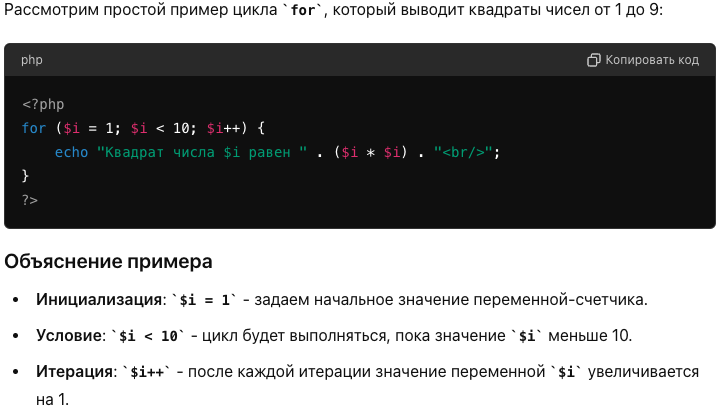 Рассмотрим простой пример цикла `for`, который выводит квадраты чисел от 1 до 9:
php
Копировать код
<?php
for ($i = 1; $i < 10; $i++) {
    echo "Квадрат числа $i равен " . ($i * $i) . "<br/>";
}
?>
Объяснение примера
• Инициализация: `$i = 1` - задаем начальное значение переменной-счетчика.
• Условие: `$i < 10` - цикл будет выполняться, пока значение `$i` меньше 10.
• Итерация: `$i++` - после каждой итерации значение переменной `$i` увеличивается
на 1.